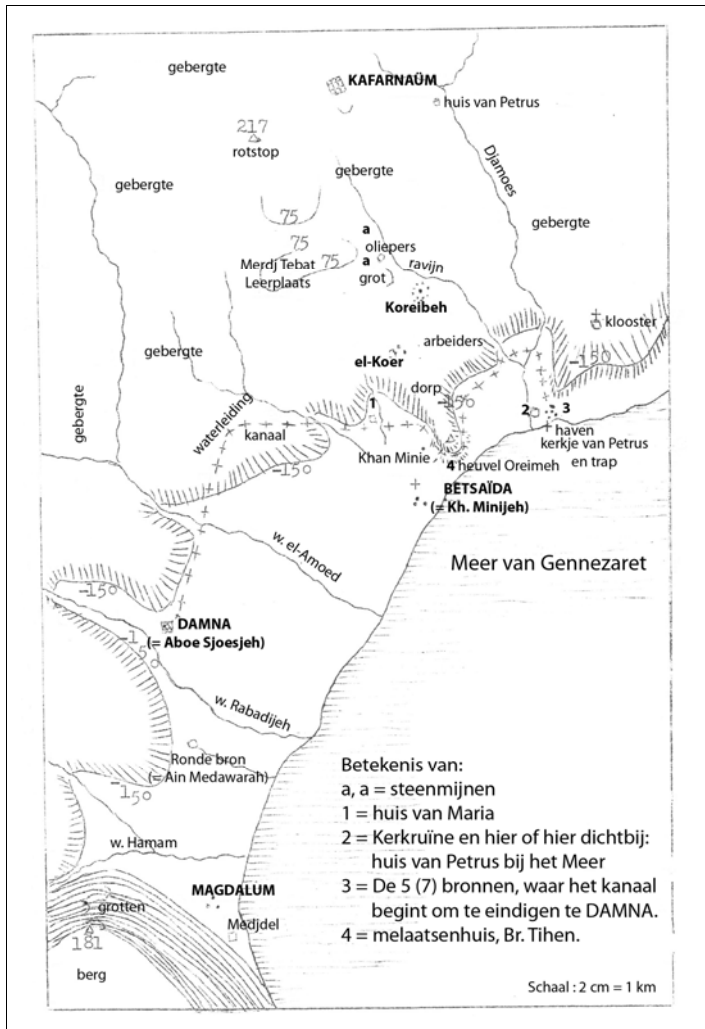 gebergte
KAFARNAÜM
huis van Petrus
217
rotstop
Djamoes
gebergte
gebergte
gebergte
75
a
75
oliepers
Merdj Tebat
75
a
ravijn
Leerplaats
grot
Koreibeh
klooster
arbeiders
gebergte
el-Koer
-150
dorp
-150
gebergte
1
2
3
waterleiding
kanaal
haven
Khan Minie
kerkje van Petrus
4 heuvel Oreimeh
en trap
-150
BETSAÏDA
(= Kh. Minijeh)
w. el-Amoed
Meer van Gennezaret
-150
DAMNA
(= Aboe Sjoesjeh)
-150
w. Rabadijeh
Ronde bron
(= Ain Medawarah)
-150
w. Hamam
MAGDALUM
grotten
Medjdel
181
berg
Betekenis van:
a, a = steenmijnen
1 = huis van Maria
2 = Kerkruïne en hier of hier dichtbij:
huis van Petrus bij het Meer
3 = De 5 (7) bronnen, waar het kanaal
begint om te eindigen te DAMNA.
4 = melaatsenhuis, Br. Tihen.
Schaal : 2 cm = 1 km